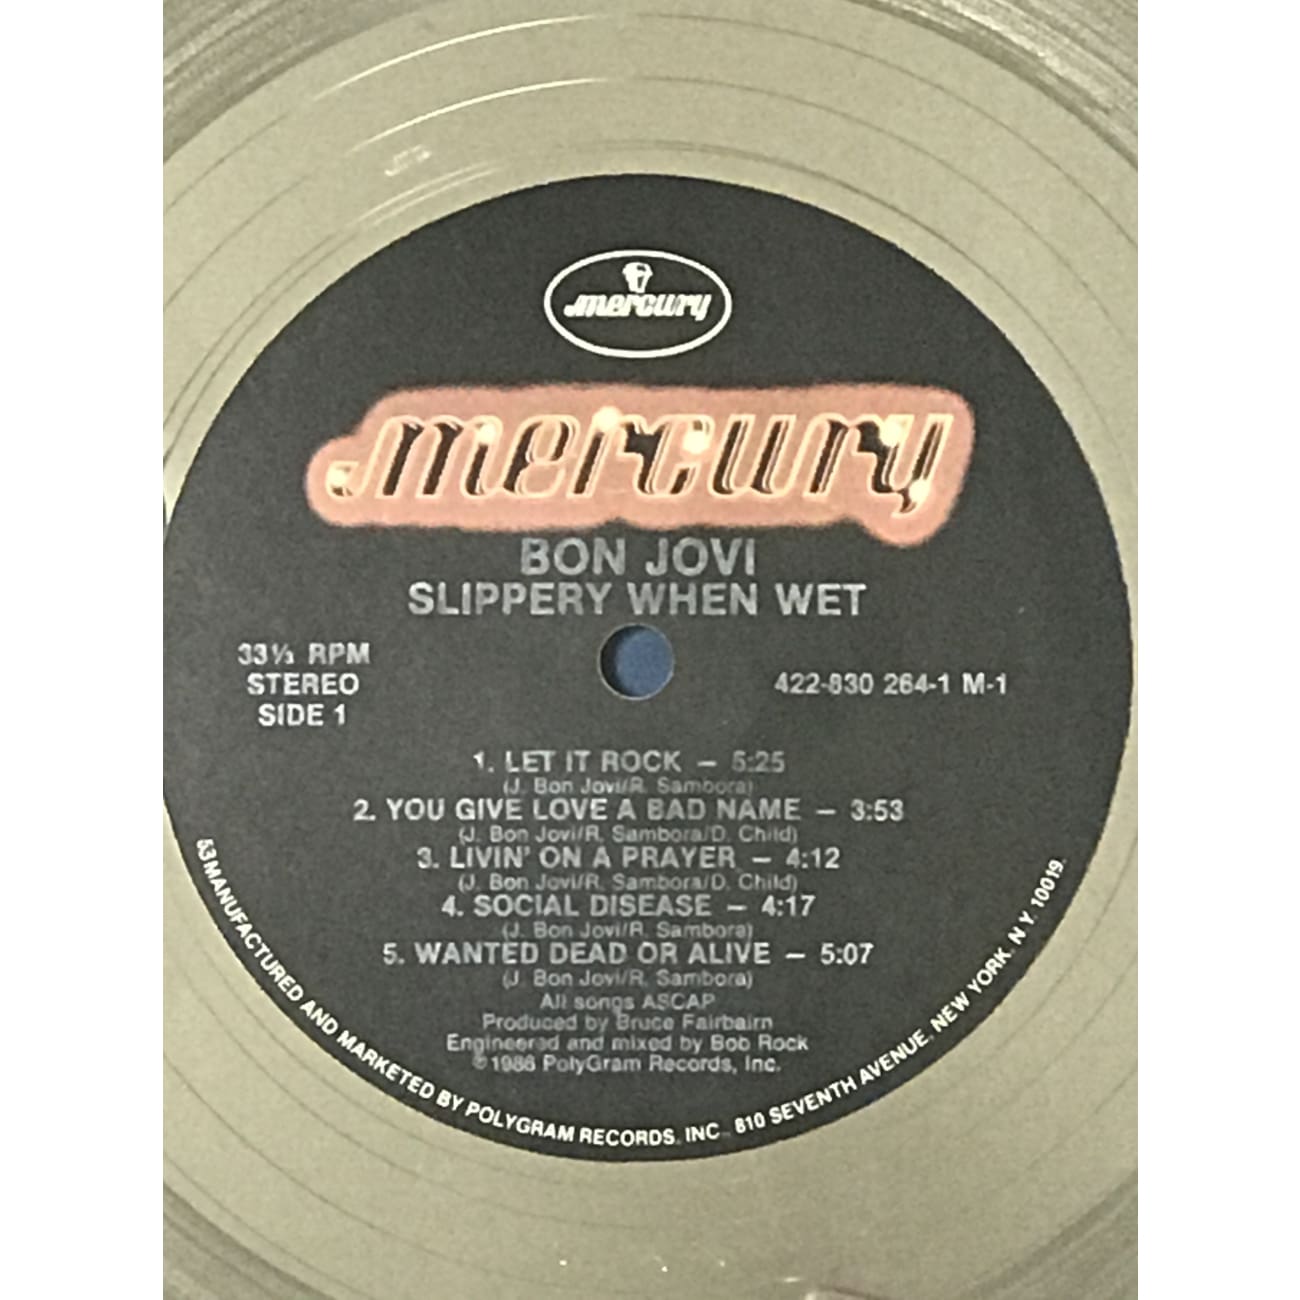 mercury
mercury
BON JOVI
SLIPPERY WHEN WET
33⅓ RPM
STEREO
SIDE 1
422-830 264-1 M-1
1. LET IT ROCK – 5:25
(J. Bon Jovi/R. Sambora)
2. YOU GIVE LOVE A BAD NAME – 3:53
(J. Bon Jovi/R. Sambora/D. Child)
3. LIVIN' ON A PRAYER – 4:12
(J. Bon Jovi/R. Sambora/D. Child)
4. SOCIAL DISEASE – 4:17
(J. Bon Jovi/R. Sambora)
5. WANTED DEAD OR ALIVE – 5:07
(J. Bon Jovi/R. Sambora)
All songs ASCAP
Produced by Bruce Fairbairn
Engineered and mixed by Bob Rock
℗1986 PolyGram Records, Inc.
53 MANUFACTURED AND MARKETED BY POLYGRAM RECORDS, INC. 810 SEVENTH AVENUE, NEW YORK, N.Y. 10019.